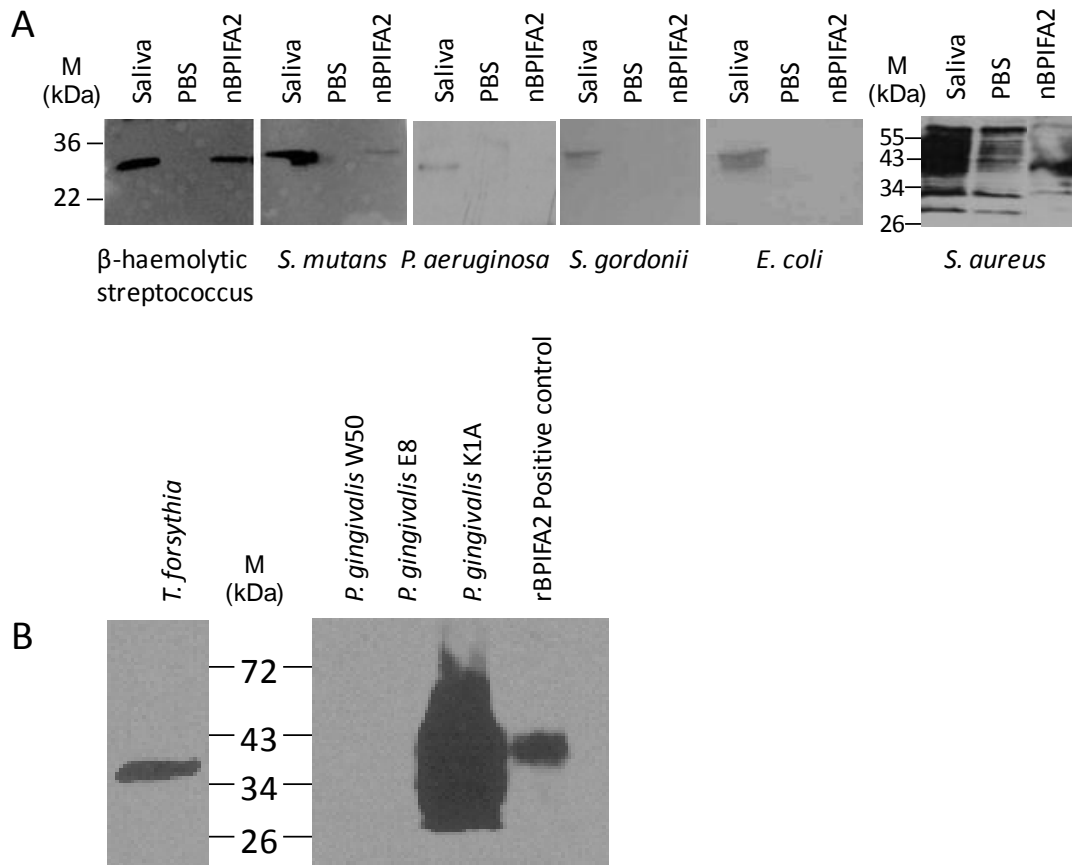 A
M
(kDa)
Saliva
PBS
nBPIFA2
Saliva
PBS
nBPIFA2
Saliva
PBS
nBPIFA2
Saliva
PBS
nBPIFA2
Saliva
PBS
nBPIFA2
M
(kDa)
Saliva
PBS
nBPIFA2
36
22
55
43
34
26
β-haemolytic
streptococcus
S. mutans
P. aeruginosa
S. gordonii
E. coli
S. aureus
B
T. forsythia
M
(kDa)
P. gingivalis W50
P. gingivalis E8
P. gingivalis K1A
rBPIFA2 Positive control
72
43
34
26